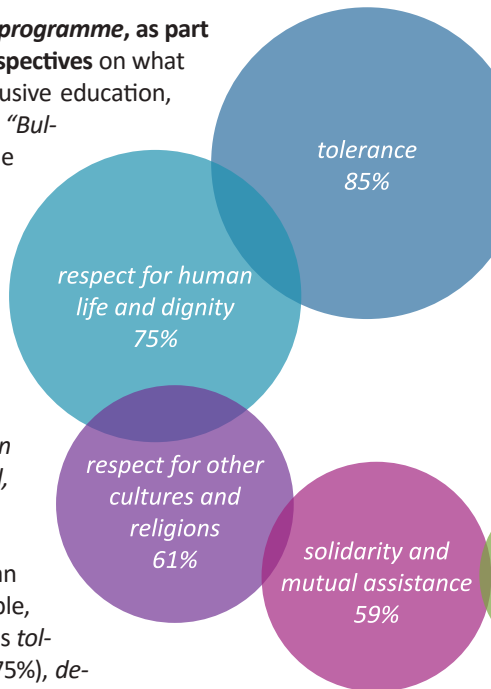 programme, as part
spectives on what
usive education,
“Bul-
e
n
l,
an
ple,
s tol-
75%), de-
tolerance
85%
respect for human
life and dignity
75%
respect for other
cultures and
religions
61%
solidarity and
mutual assistance
59%